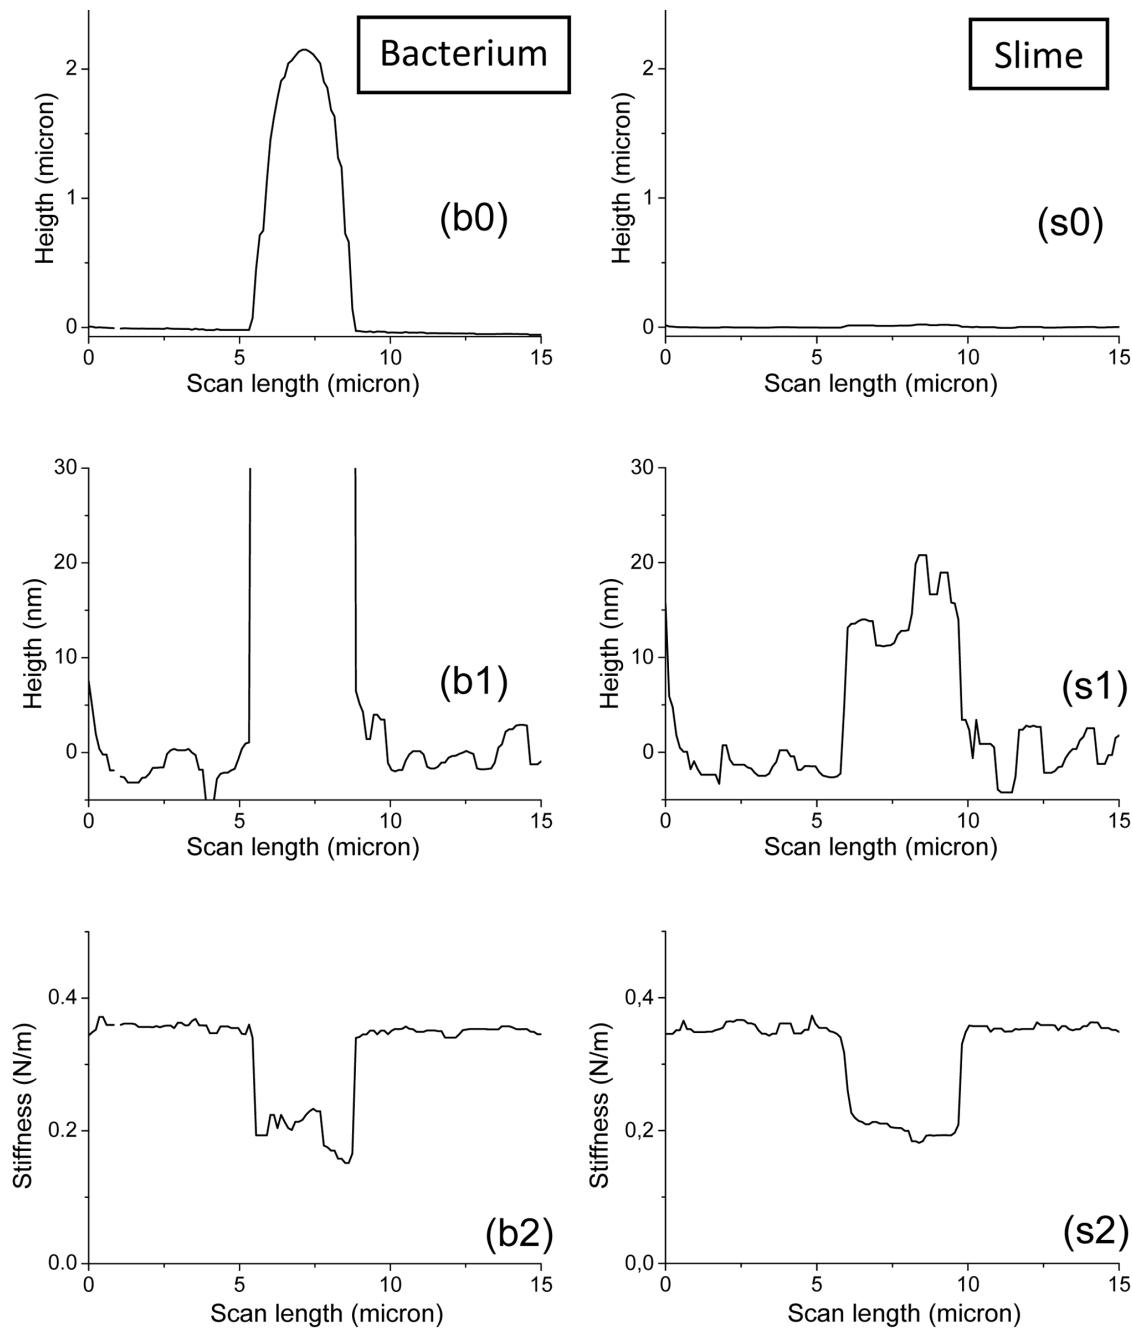 Bacterium
Heigth (micron)
2
1
0
(b0)
0 5 10 15
Scan length (micron)
Slime
Heigth (micron)
2
1
0
(s0)
0 5 10 15
Scan length (micron)
Heigth (nm)
30
20
10
0
(b1)
0 5 10 15
Scan length (micron)
Heigth (nm)
30
20
10
0
(s1)
0 5 10 15
Scan length (micron)
Stiffness (N/m)
0.4
0.2
0.0
(b2)
0 5 10 15
Scan length (micron)
Stiffness (N/m)
0,4
0,2
0,0
(s2)
0 5 10 15
Scan length (micron)